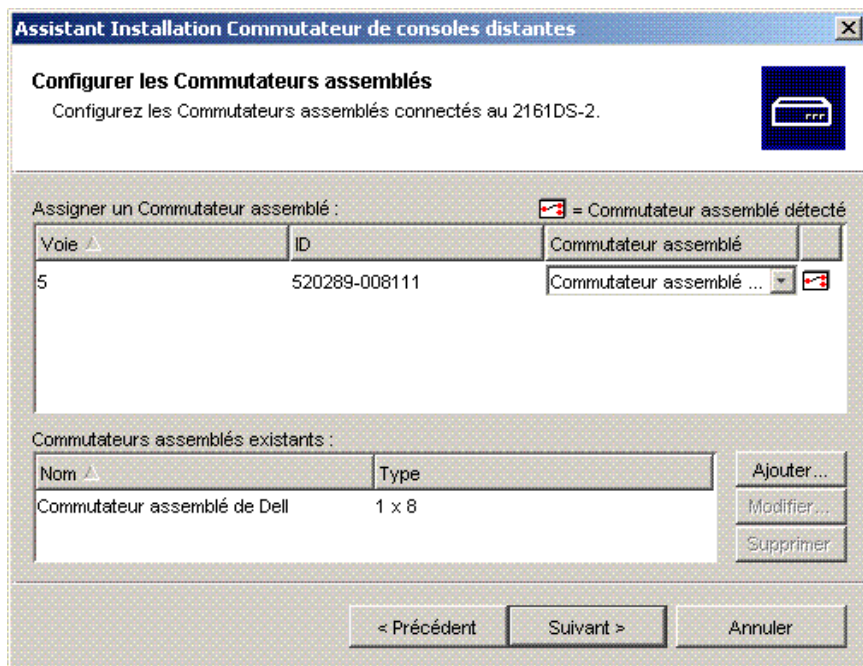 Assistant Installation Commutateur de consoles distantes
Configurer les Commutateurs assemblés
Configurez les Commutateurs assemblés connectés au 2161DS-2.
Assigner un Commutateur assemblé :
= Commutateur assemblé détecté
Voie ID Commutateur assemblé
5 520289-008111 Commutateur assemblé ...
Commutateurs assemblés existants :
Nom Type
Commutateur assemblé de Dell 1 x 8
Ajouter...
Modifier...
Supprimer
< Précédent Suivant > Annuler